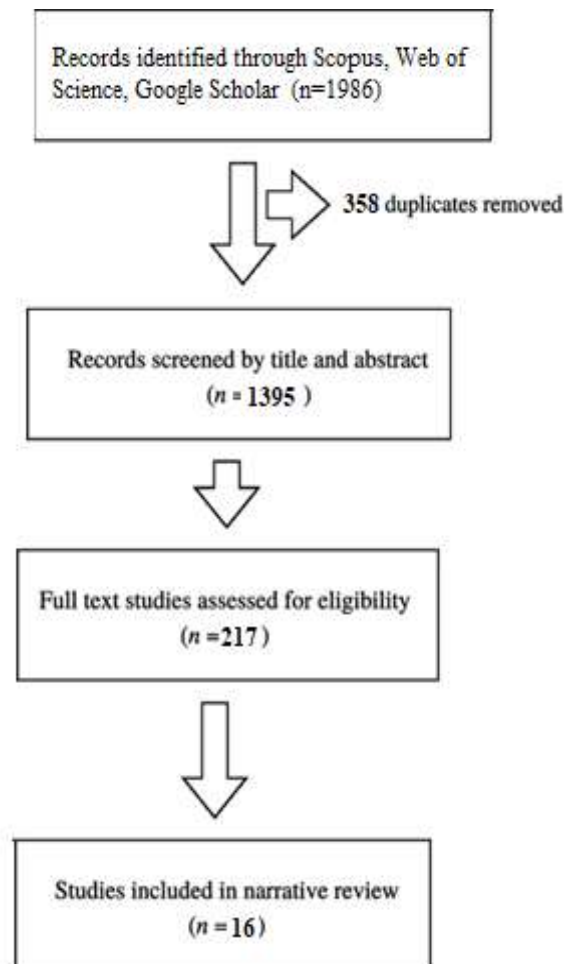 Records identified through Scopus, Web of
Science, Google Scholar (n=1986)
358 duplicates removed
Records screened by title and abstract
(n = 1395 )
Full text studies assessed for eligibility
(n =217 )
Studies included in narrative review
(n = 16)